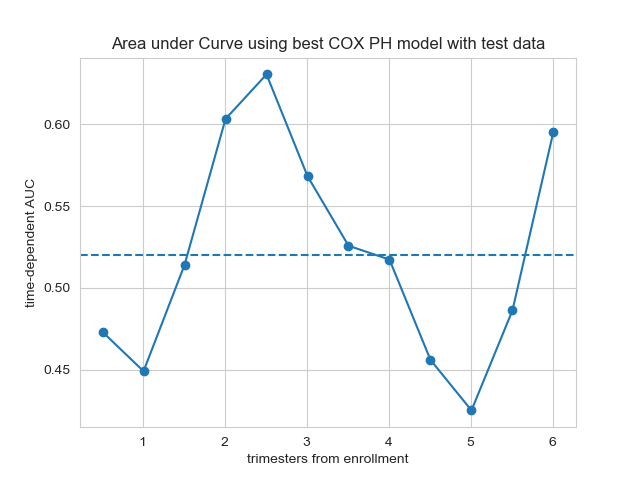 Area under Curve using best COX PH model with test data
time-dependent AUC
0.60
0.55
0.50
0.45
1 2 3 4 5 6
trimesters from enrollment